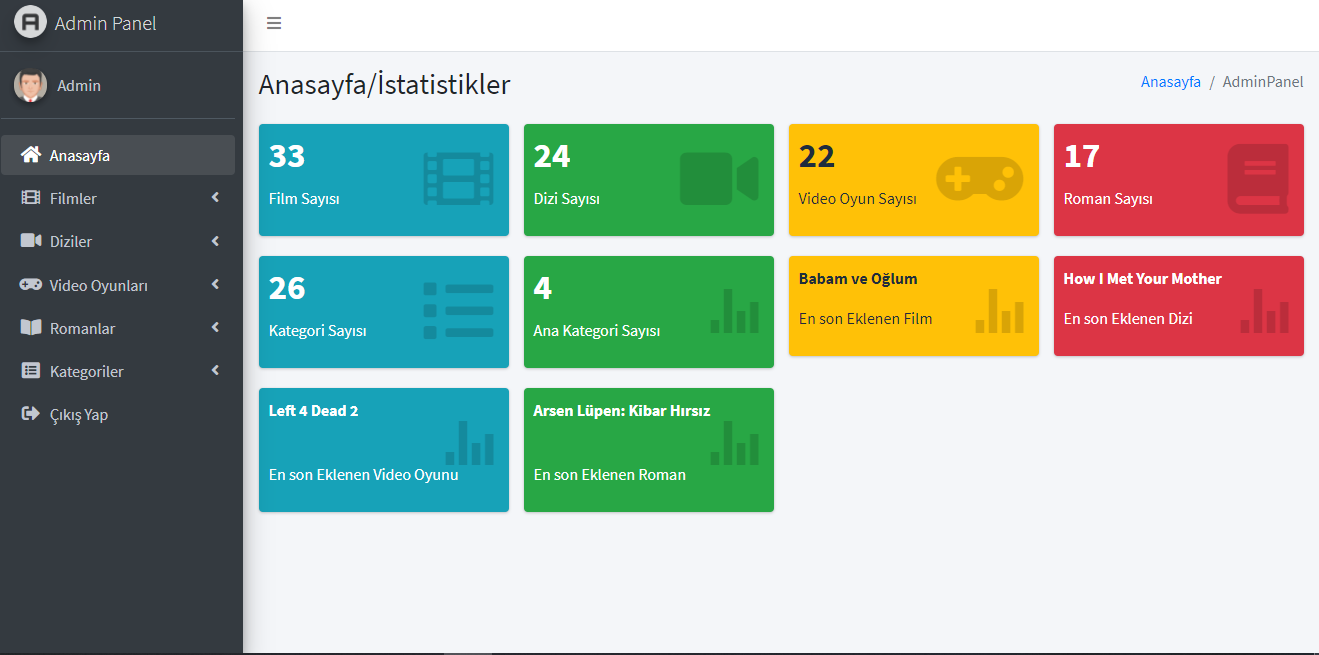 Admin Panel
Admin
Anasayfa
Filmler
Diziler
Video Oyunları
Romanlar
Kategoriler
Çıkış Yap
Anasayfa/İstatistikler
Anasayfa / AdminPanel
33
Film Sayısı
24
Dizi Sayısı
22
Video Oyun Sayısı
17
Roman Sayısı
26
Kategori Sayısı
4
Ana Kategori Sayısı
Babam ve Oğlum
En son Eklenen Film
How I Met Your Mother
En son Eklenen Dizi
Left 4 Dead 2
En son Eklenen Video Oyunu
Arsen Lüpen: Kibar Hırsız
En son Eklenen Roman